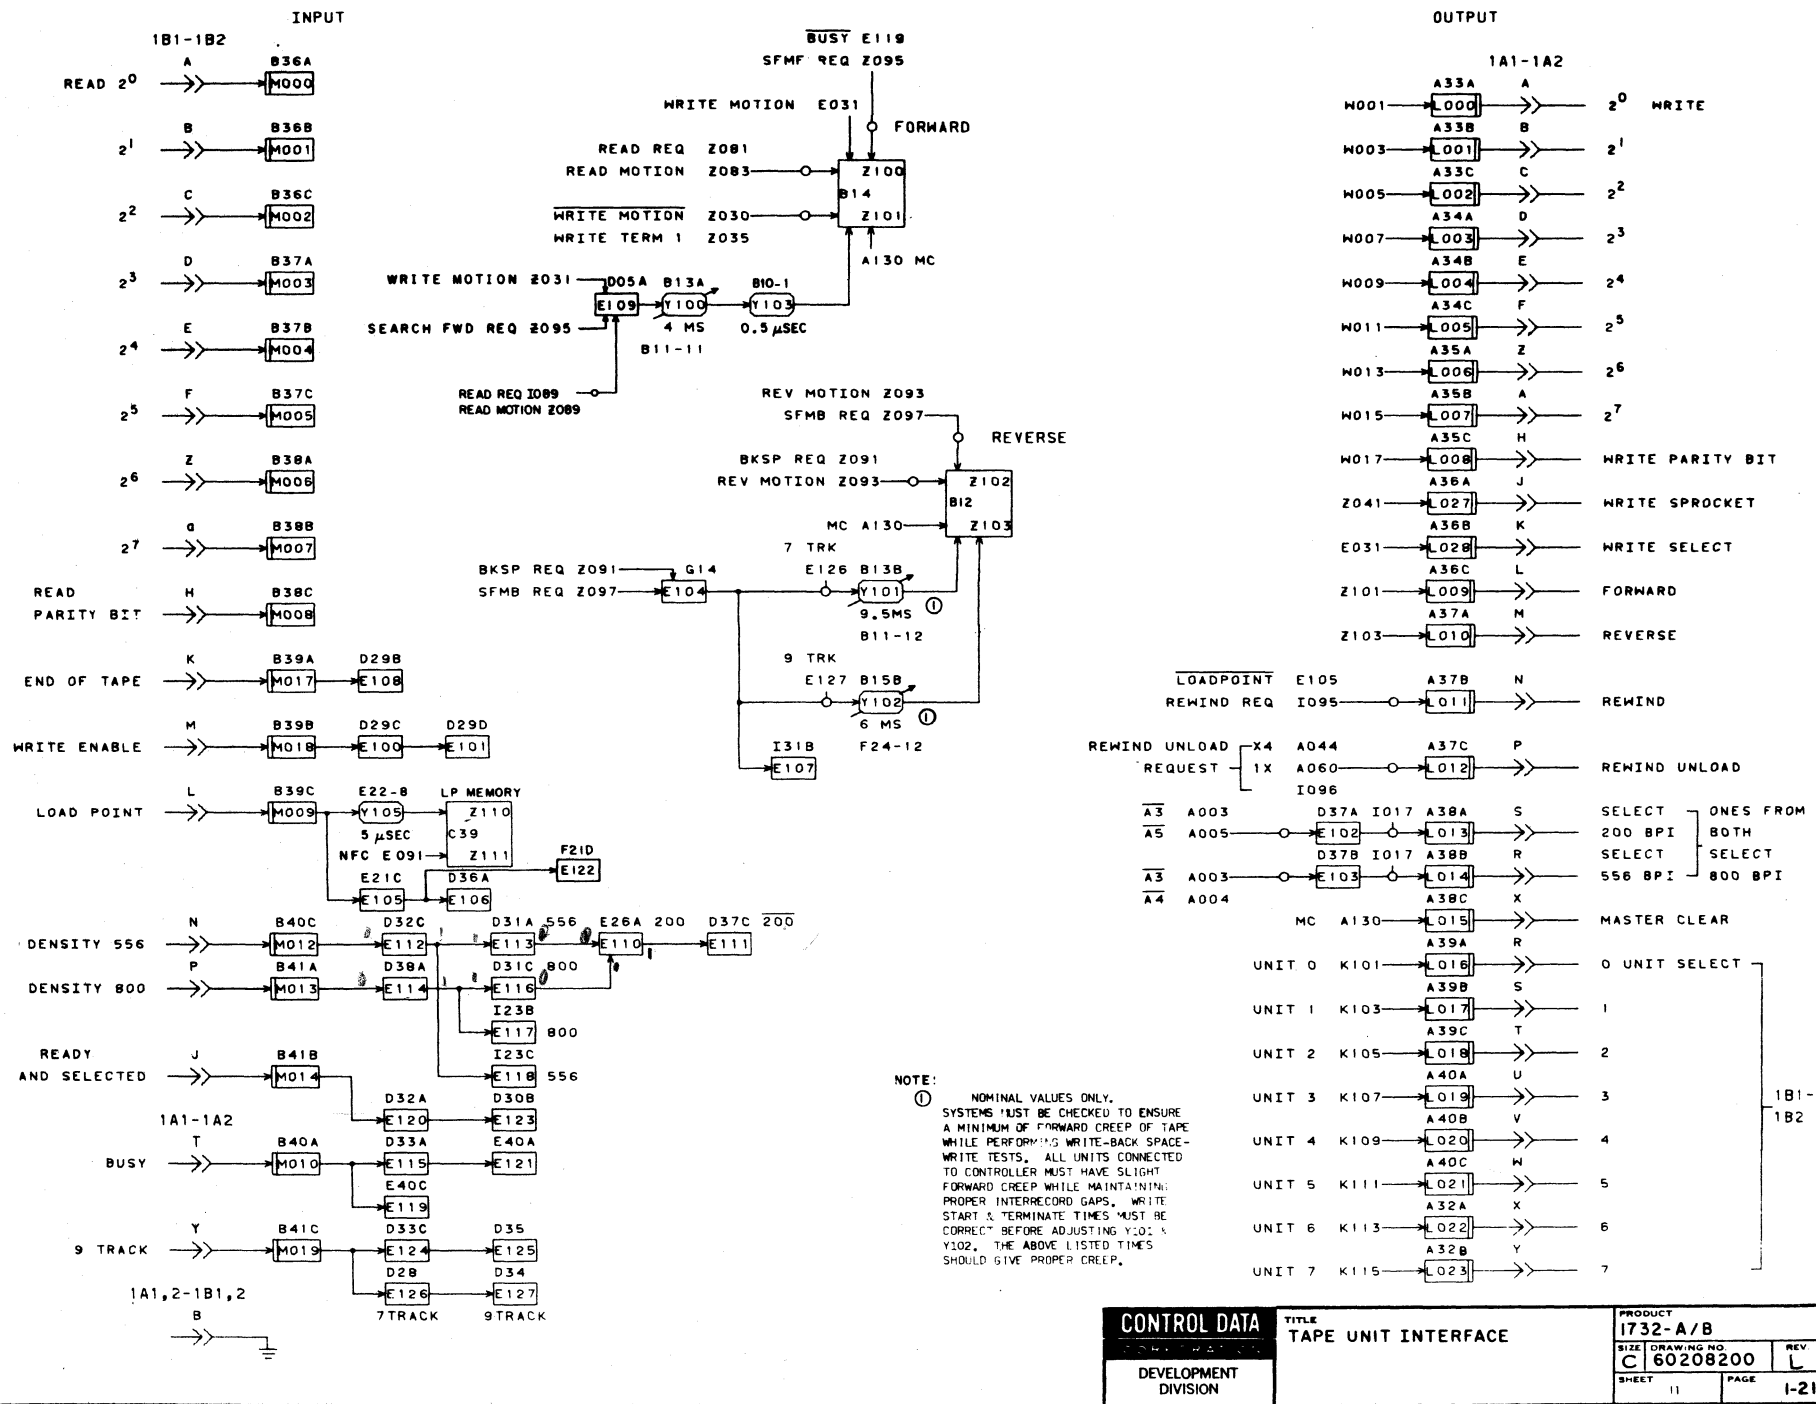 INPUT
1B1-1B2
A B36A
READ 2⁰ M000
B B36B
2¹ M001
C B36C
2² M002
D B37A
2³ M003
E B37B
2⁴ M004
F B37C
2⁵ M005
Z B38A
2⁶ M006
a B38B
2⁷ M007
READ H B38C
PARITY BIT M008
K B39A D29B
END OF TAPE M017 E108
M B39B D29C D29D
WRITE ENABLE M018 E100 E101
L B39C E22-8 LP MEMORY
LOAD POINT M009 Y105 Z110
5 µSEC C39
NFC E091 Z111
F21D
E122
E21C D36A
E105 E106
N B40C D32C D31A 556 E26A 200 D37C 200
DENSITY 556 M012 E112 E113 E110 E111
P B41A D38A D31C 800
DENSITY 800 M013 E114 E116
I23B
E117 800
READY J B41B I23C
AND SELECTED M014 E118 556
D32A D30B
E120 E123
1A1-1A2
T B40A D33A E40A
BUSY M010 E115 E121
E40C
E119
Y B41C D33C D35
9 TRACK M019 E124 E125
D28 D34
E126 E127
7TRACK 9TRACK
1A1,2-1B1,2
B
BUSY E119
SFMF REQ Z095
WRITE MOTION E031
FORWARD
READ REQ Z081
READ MOTION Z083 Z100
B14
WRITE MOTION Z030 Z101
WRITE TERM 1 Z035
A130 MC
WRITE MOTION Z031 D05A B13A B10-1
E109 Y100 Y103
SEARCH FWD REQ Z095 4 MS 0.5 µSEC
B11-11
READ REQ I089
READ MOTION Z089
REV MOTION Z093
SFMB REQ Z097
REVERSE
BKSP REQ Z091
REV MOTION Z093 Z102
B12
MC A130 Z103
7 TRK
BKSP REQ Z091 G14 E126 B13B
SFMB REQ Z097 E104 Y101 ①
9.5MS
B11-12
9 TRK
E127 B15B
Y102 ①
6 MS
F24-12
I31B
E107
NOTE:
① NOMINAL VALUES ONLY.
SYSTEMS MUST BE CHECKED TO ENSURE
A MINIMUM OF FORWARD CREEP OF TAPE
WHILE PERFORMING WRITE-BACK SPACE-
WRITE TESTS. ALL UNITS CONNECTED
TO CONTROLLER MUST HAVE SLIGHT
FORWARD CREEP WHILE MAINTAINING
PROPER INTERRECORD GAPS. WRITE
START & TERMINATE TIMES MUST BE
CORRECT BEFORE ADJUSTING Y101 &
Y102. THE ABOVE LISTED TIMES
SHOULD GIVE PROPER CREEP.
OUTPUT
1A1-1A2
A33A A
W001 L000 2⁰ WRITE
A33B B
W003 L001 2¹
A33C C
W005 L002 2²
A34A D
W007 L003 2³
A34B E
W009 L004 2⁴
A34C F
W011 L005 2⁵
A35A Z
W013 L006 2⁶
A35B A
W015 L007 2⁷
A35C H
W017 L008 WRITE PARITY BIT
A36A J
Z041 L027 WRITE SPROCKET
A36B K
E031 L028 WRITE SELECT
A36C L
Z101 L009 FORWARD
A37A M
Z103 L010 REVERSE
LOADPOINT E105 A37B N
REWIND REQ I095 L011 REWIND
REWIND UNLOAD X4 A044 A37C P
REQUEST 1X A060 L012 REWIND UNLOAD
I096
A3 A003 D37A I017 A38A S SELECT ONES FROM
A5 A005 E102 L013 200 BPI BOTH
D37B I017 A38B R SELECT SELECT
A3 A003 E103 L014 556 BPI 800 BPI
A4 A004
A38C X
MC A130 L015 MASTER CLEAR
A39A R
UNIT 0 K101 L016 0 UNIT SELECT
A39B S
UNIT 1 K103 L017 1
A39C T
UNIT 2 K105 L018 2
A40A U
UNIT 3 K107 L019 3
1B1-
1B2
A40B V
UNIT 4 K109 L020 4
A40C W
UNIT 5 K111 L021 5
A32A X
UNIT 6 K113 L022 6
A32B Y
UNIT 7 K115 L023 7
CONTROL DATA
CORPORATION
DEVELOPMENT
DIVISION
TITLE
TAPE UNIT INTERFACE
PRODUCT
1732-A/B
SIZE DRAWING NO. REV.
C 60208200 L
SHEET 11 PAGE 1-21